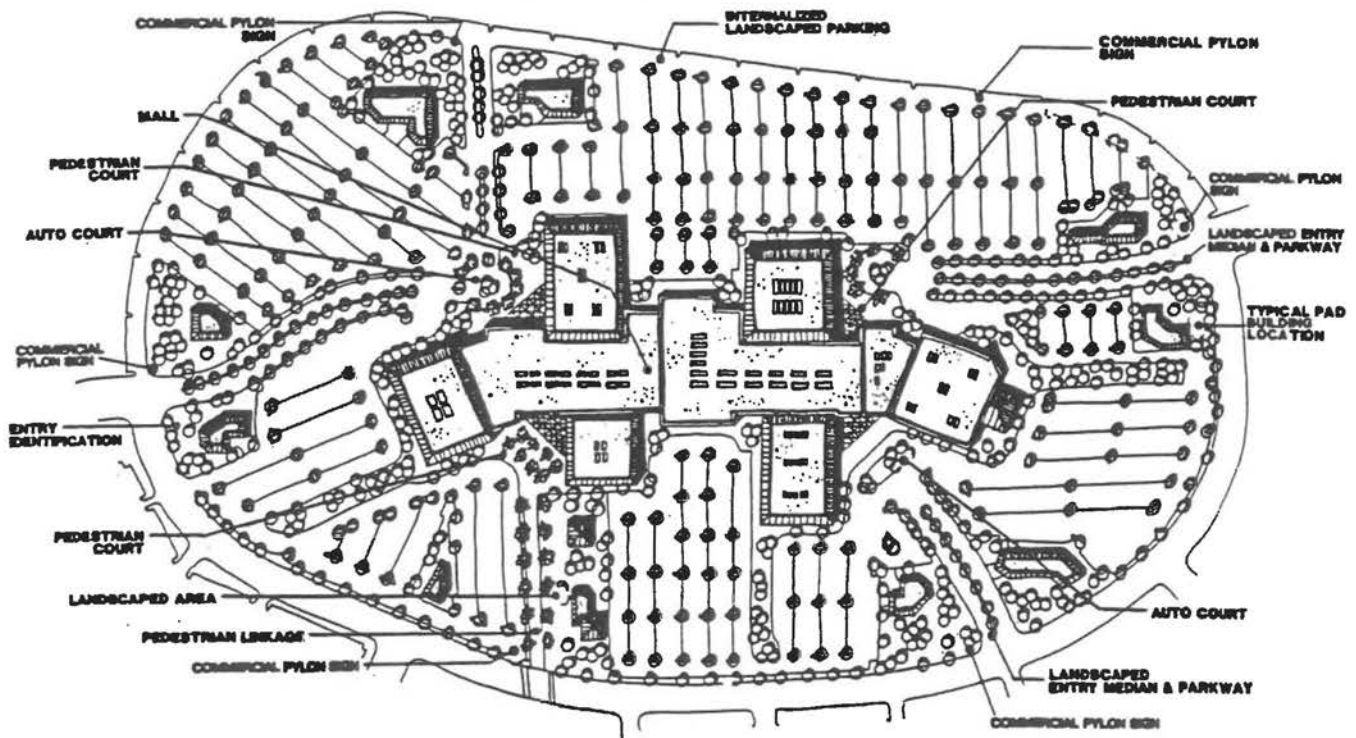 COMMERCIAL PYLON
SIGN
INTERNALIZED
LANDSCAPED PARKING
COMMERCIAL PYLON
SIGN
PEDESTRIAN COURT
MALL
PEDESTRIAN
COURT
AUTO COURT
COMMERCIAL PYLON
SIGN
LANDSCAPED ENTRY
MEDIAN & PARKWAY
TYPICAL PAD
BUILDING
LOCATION
COMMERCIAL
PYLON SIGN
ENTRY
IDENTIFICATION
PEDESTRIAN
COURT
LANDSCAPED AREA
PEDESTRIAN LINKAGE
COMMERCIAL PYLON SIGN
AUTO COURT
LANDSCAPED
ENTRY MEDIAN & PARKWAY
COMMERCIAL PYLON SIGN